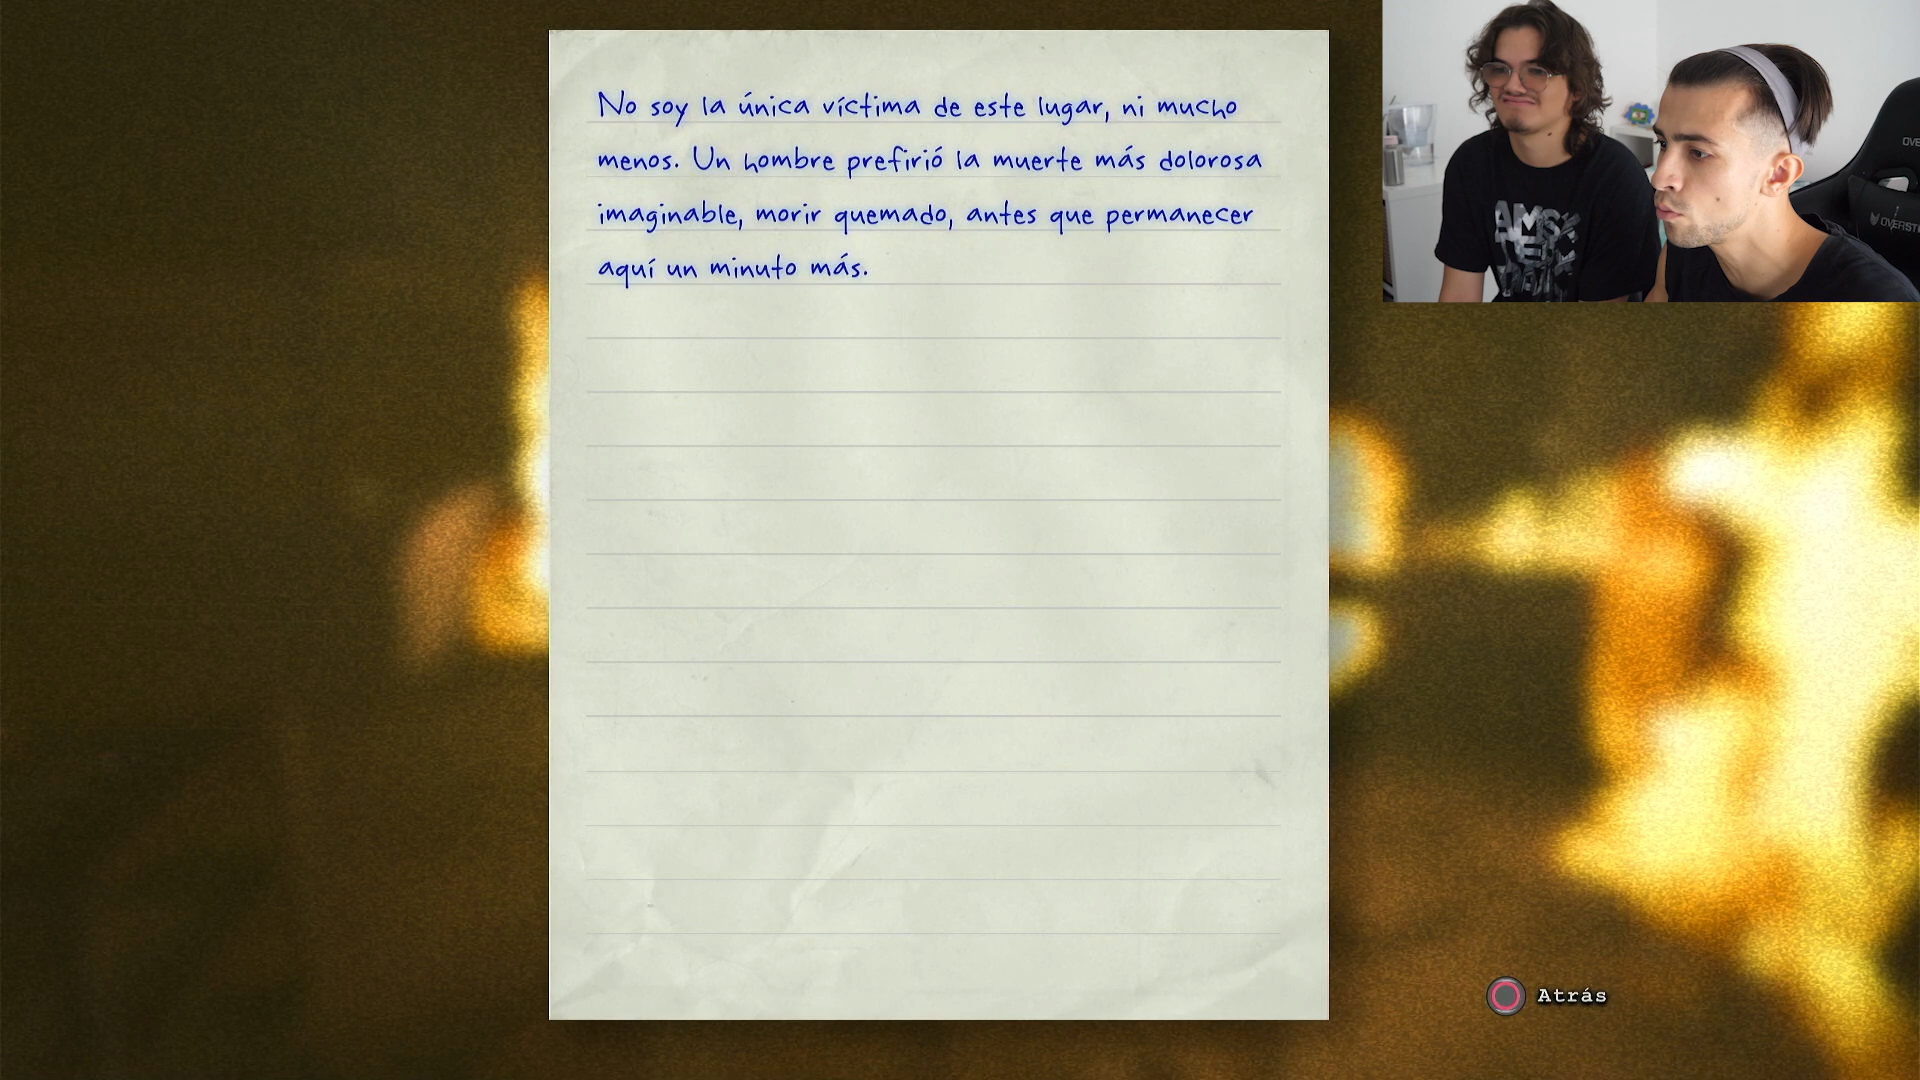 No soy la única víctima de este lugar, ni mucho
menos. Un hombre prefirió la muerte más dolorosa
imaginable, morir quemado, antes que permanecer
aquí un minuto más.
Atrás